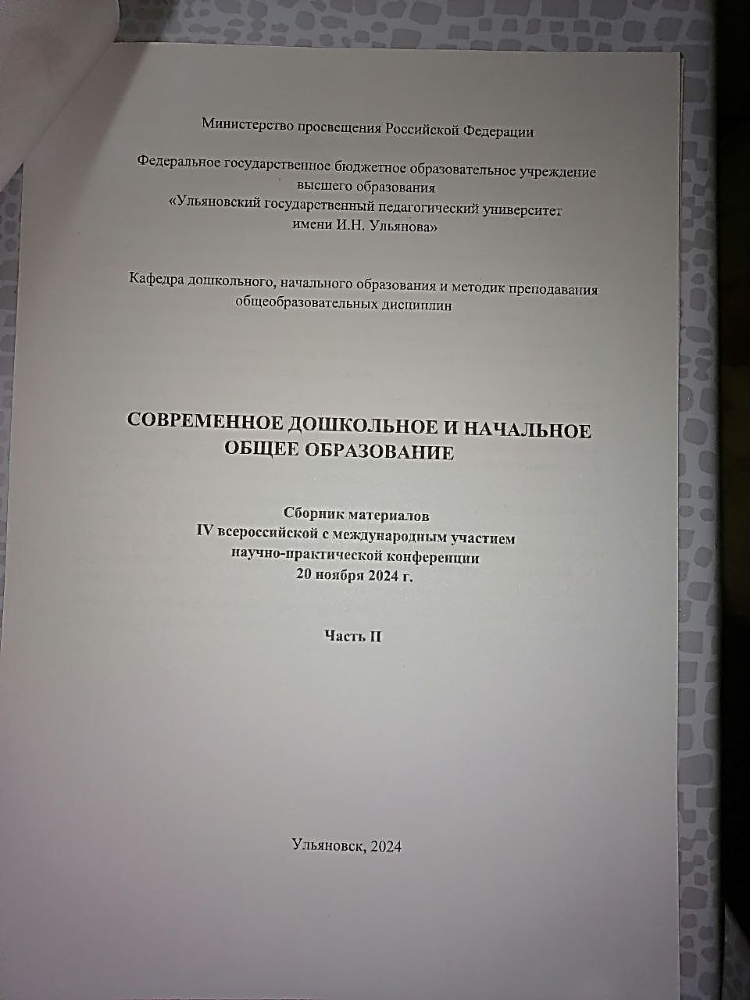 Министерство просвещения Российской Федерации
Федеральное государственное бюджетное образовательное учреждение
высшего образования
«Ульяновский государственный педагогический университет
имени И.Н. Ульянова»
Кафедра дошкольного, начального образования и методик преподавания
общеобразовательных дисциплин
СОВРЕМЕННОЕ ДОШКОЛЬНОЕ И НАЧАЛЬНОЕ
ОБЩЕЕ ОБРАЗОВАНИЕ
Сборник материалов
IV всероссийской с международным участием
научно-практической конференции
20 ноября 2024 г.
Часть II
Ульяновск, 2024